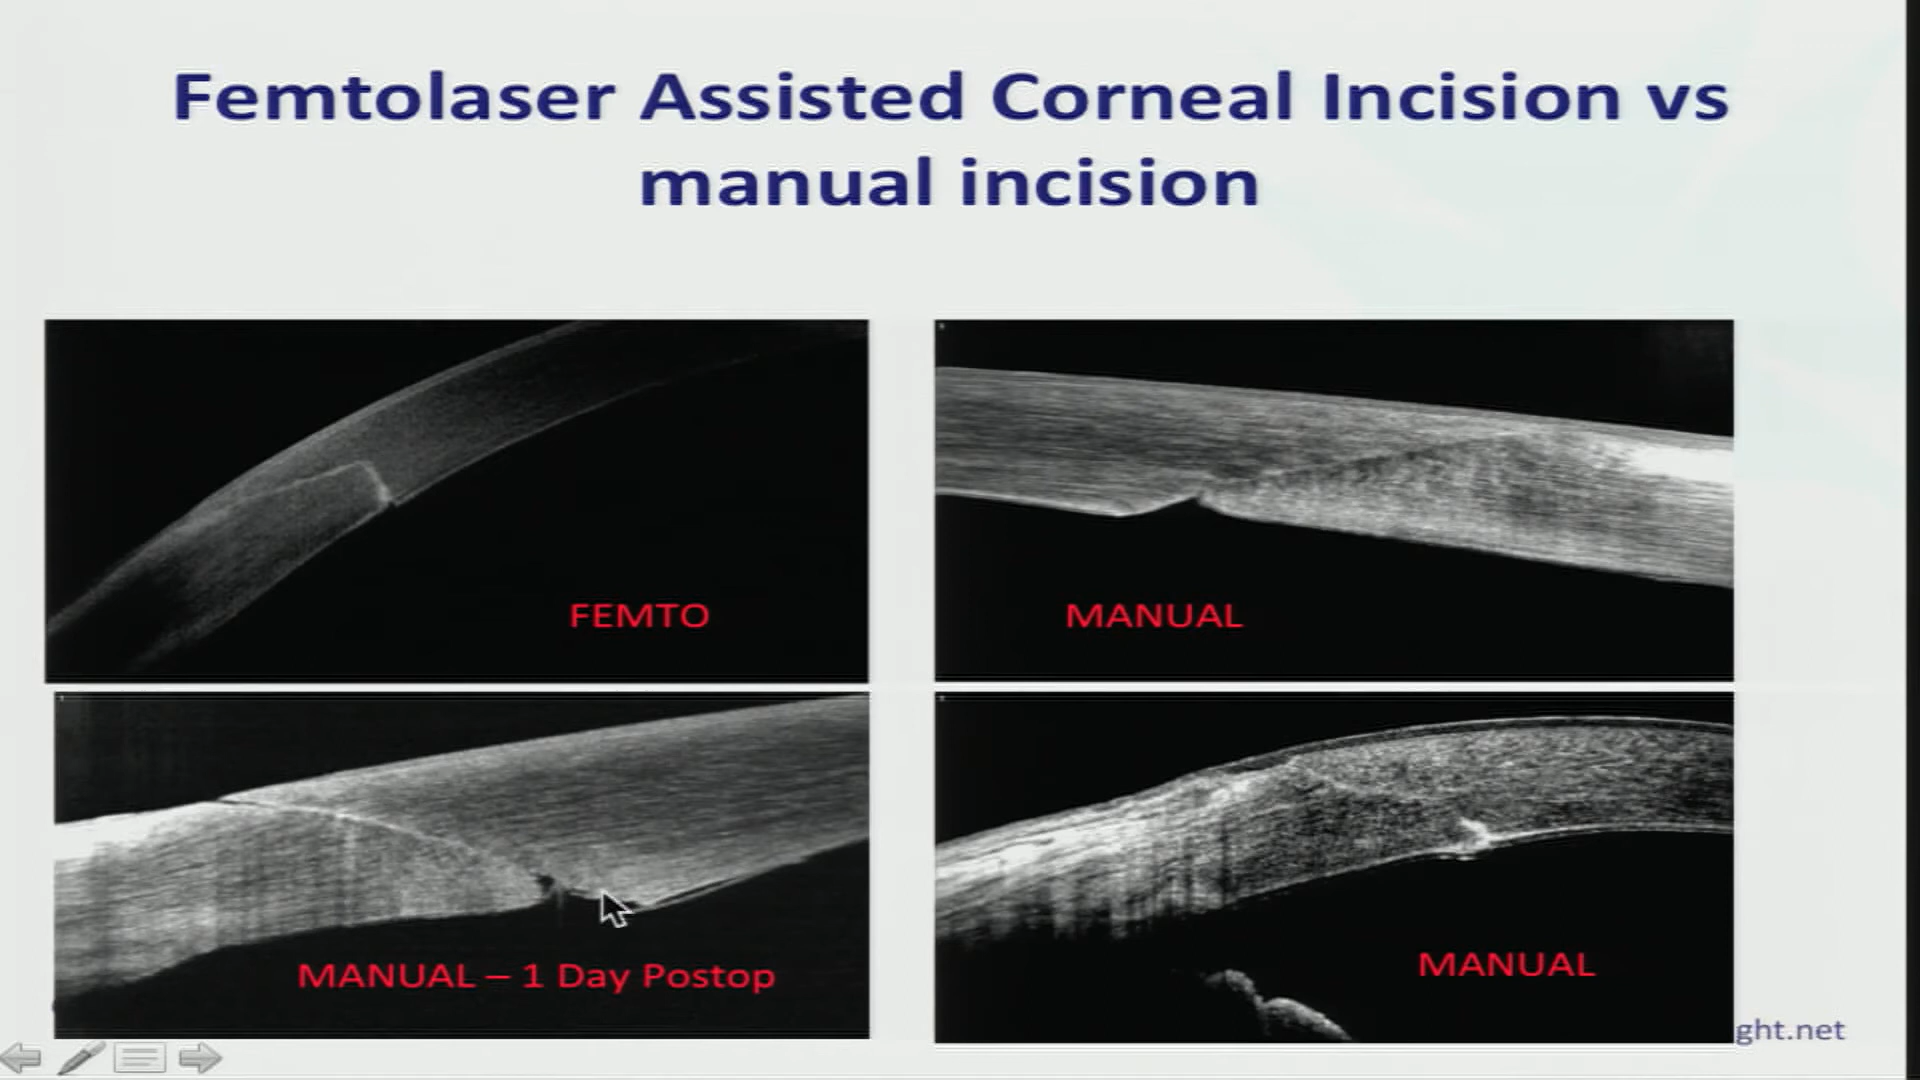 Femtolaser Assisted Corneal Incision vs
manual incision
FEMTO
MANUAL
MANUAL – 1 Day Postop
MANUAL
ght.net